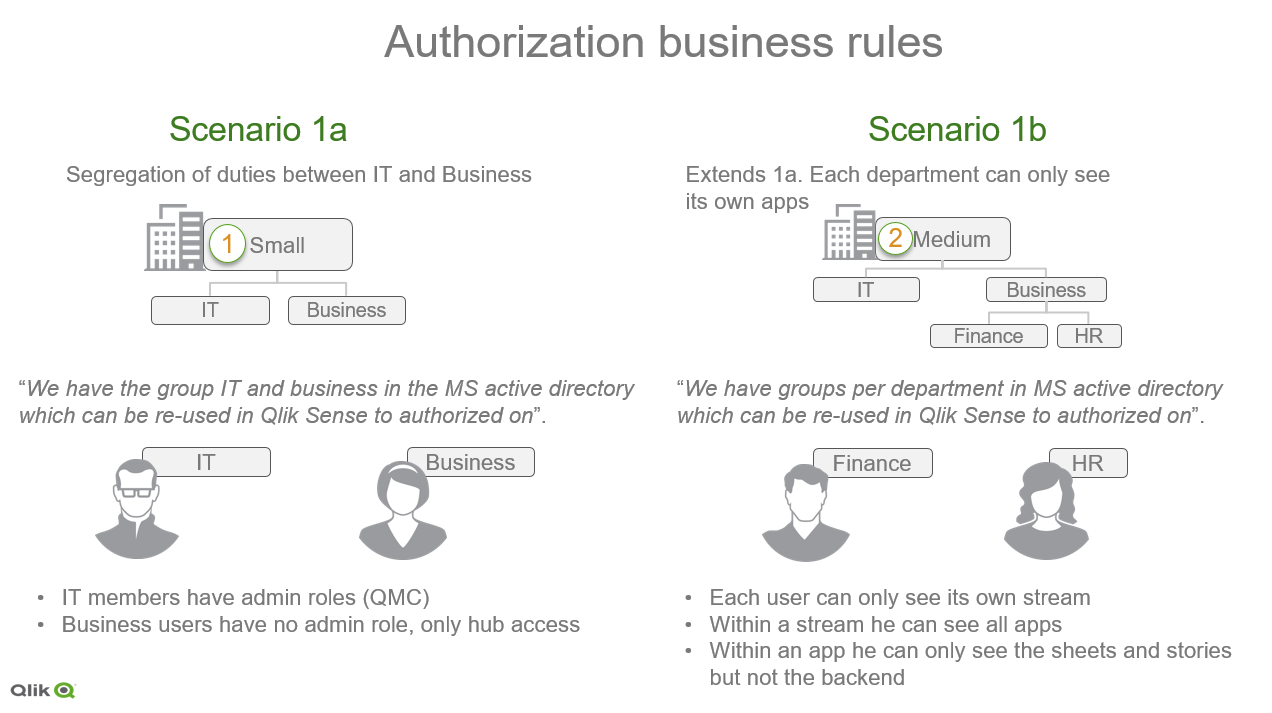 Authorization business rules
Scenario 1a
Segregation of duties between IT and Business
1 Small
IT
Business
“We have the group IT and business in the MS active directory
which can be re-used in Qlik Sense to authorized on”.
IT
Business
• IT members have admin roles (QMC)
• Business users have no admin role, only hub access
Scenario 1b
Extends 1a. Each department can only see
its own apps
2 Medium
IT
Business
Finance
HR
“We have groups per department in MS active directory
which can be re-used in Qlik Sense to authorized on”.
Finance
HR
• Each user can only see its own stream
• Within a stream he can see all apps
• Within an app he can only see the sheets and stories
but not the backend
Qlik